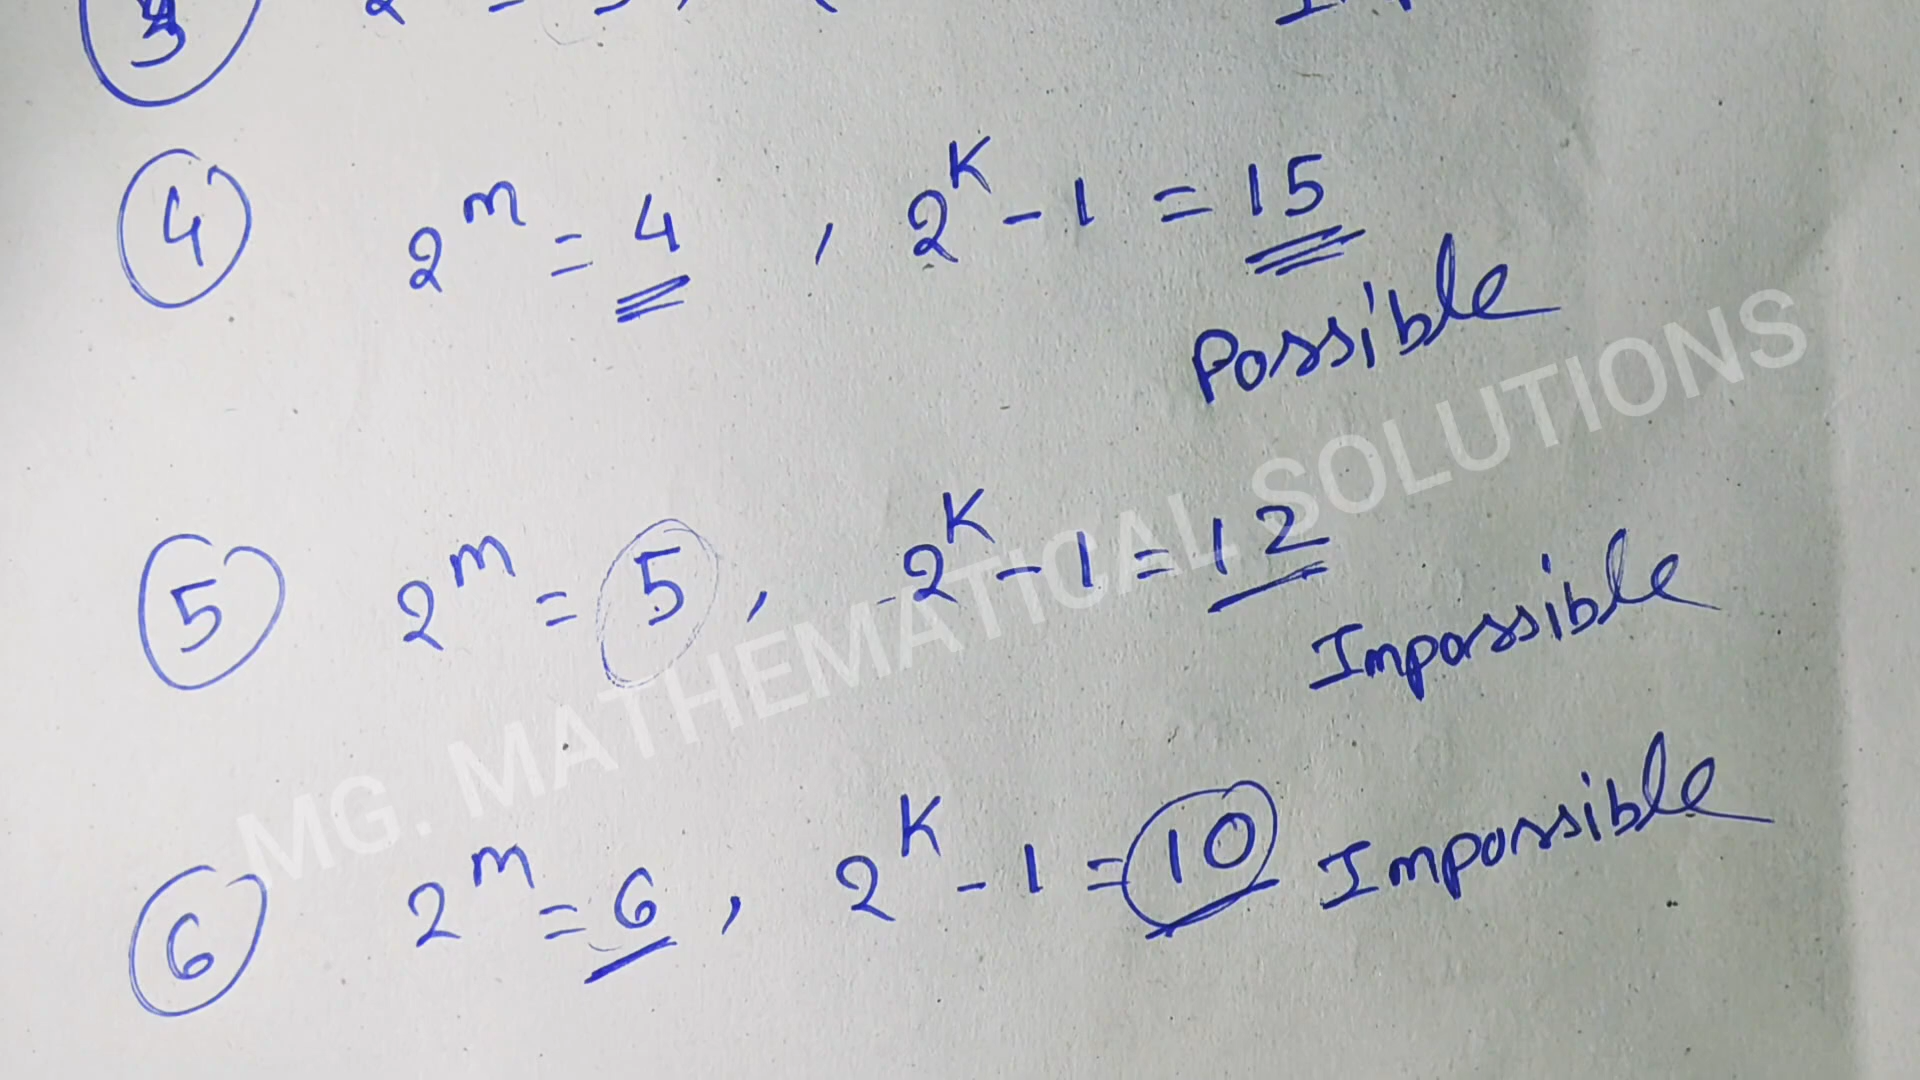 3
4 2^m = 4 , 2^K - 1 = 15
Possible
5 2^m = 5 , 2^K - 1 = 12
Impossible
6 2^m = 6 , 2^K - 1 = 10 Impossible
MG. MATHEMATICAL SOLUTIONS